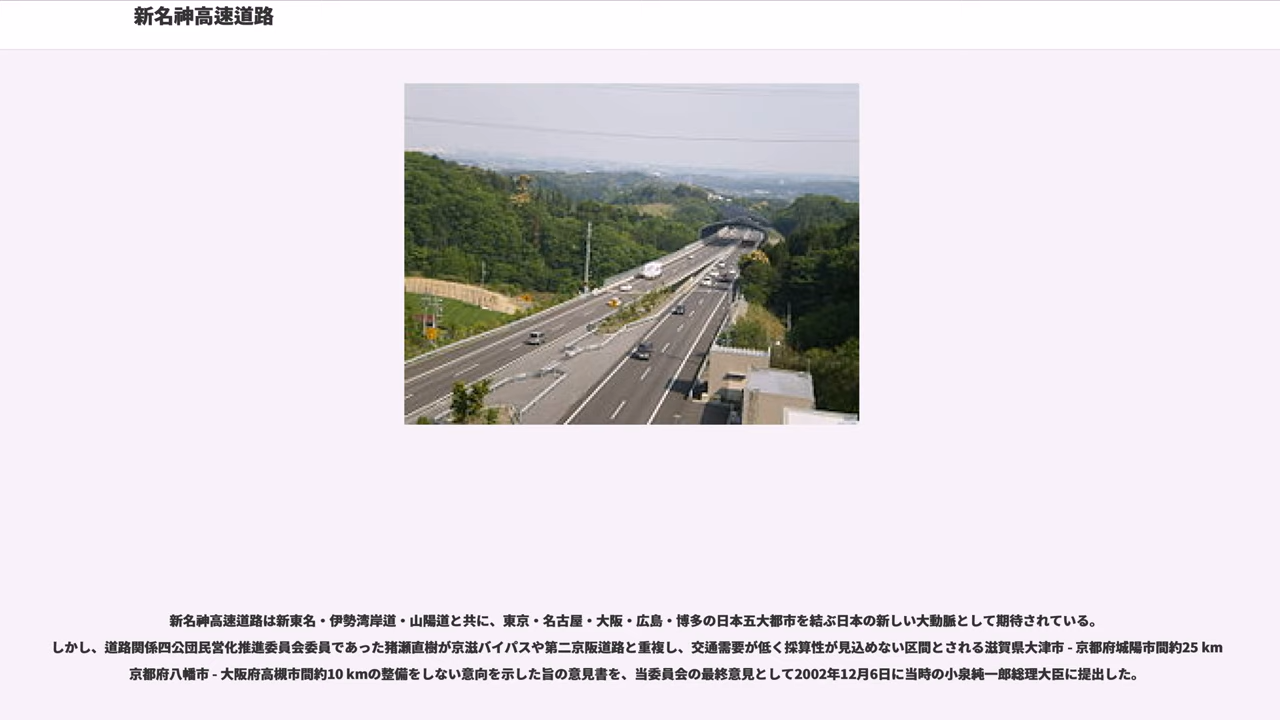 新名神高速道路
新名神高速道路は新東名・伊勢湾岸道・山陽道と共に、東京・名古屋・大阪・広島・博多の日本五大都市を結ぶ日本の新しい大動脈として期待されている。
しかし、道路関係四公団民営化推進委員会委員であった猪瀬直樹が京滋バイパスや第二京阪道路と重複し、交通需要が低く採算性が見込めない区間とされる滋賀県大津市 - 京都府城陽市間約25 km
京都府八幡市 - 大阪府高槻市間約10 kmの整備をしない意向を示した旨の意見書を、当委員会の最終意見として2002年12月6日に当時の小泉純一郎総理大臣に提出した。